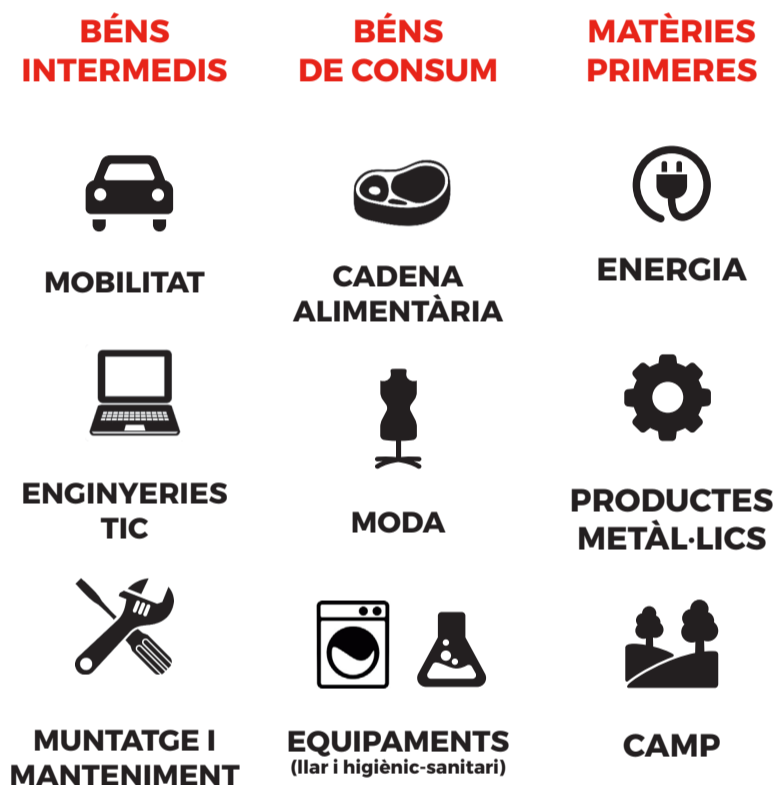 BÉNS
INTERMEDIS
BÉNS
DE CONSUM
MATÈRIES
PRIMERES
MOBILITAT
CADENA
ALIMENTÀRIA
ENERGIA
ENGINYERIES
TIC
MODA
PRODUCTES
METÀL·LICS
MUNTATGE I
MANTENIMENT
EQUIPAMENTS
(llar i higiènic-sanitari)
CAMP